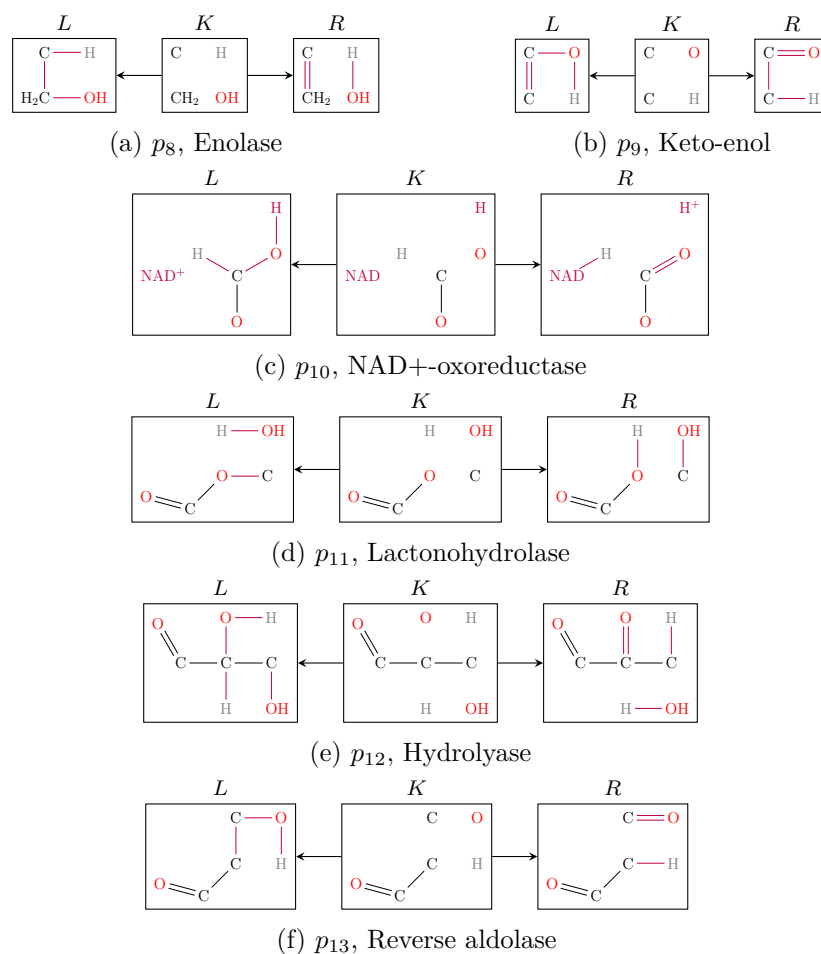 L K R L K R
C H C H C H C O C O C O
H₂C OH CH₂ OH CH₂ OH C H C H C H
(a) p₈, Enolase (b) p₉, Keto-enol
L K R
H H H⁺
H O H O O
NAD⁺ C NAD C NAD H C
O O O
(c) p₁₀, NAD+-oxoreductase
L K R
H OH H OH H OH
O O C O O C O O C
C C C
(d) p₁₁, Lactonohydrolase
L K R
O O H O O H O O H
C C C C C C C C C
H OH H OH H OH
(e) p₁₂, Hydrolyase
L K R
C O C O C O
O C H O C H O C H
C C C
(f) p₁₃, Reverse aldolase